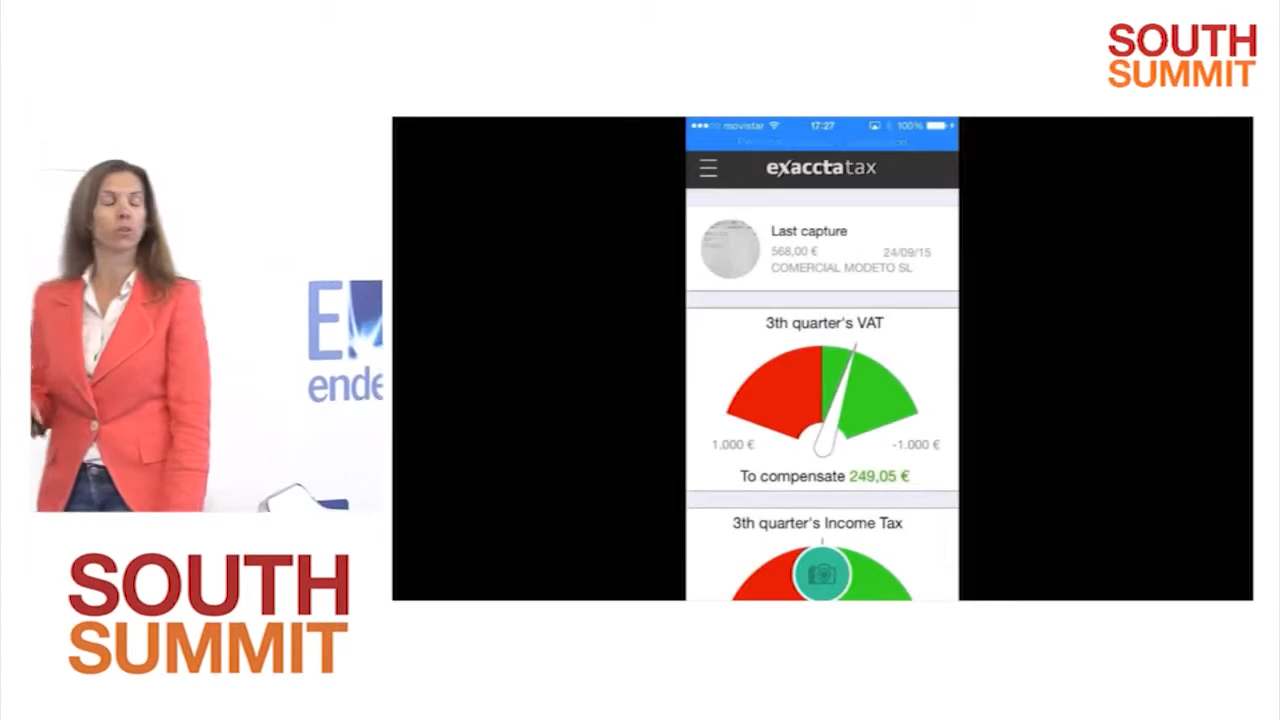 SOUTH
SUMMIT
movistar 17:27 100%
exacctatax
Last capture
568,00 € 24/09/15
COMERCIAL MODETO SL
3th quarter's VAT
1.000 € -1.000 €
To compensate 249,05 €
3th quarter's Income Tax
E
ende
SOUTH
SUMMIT